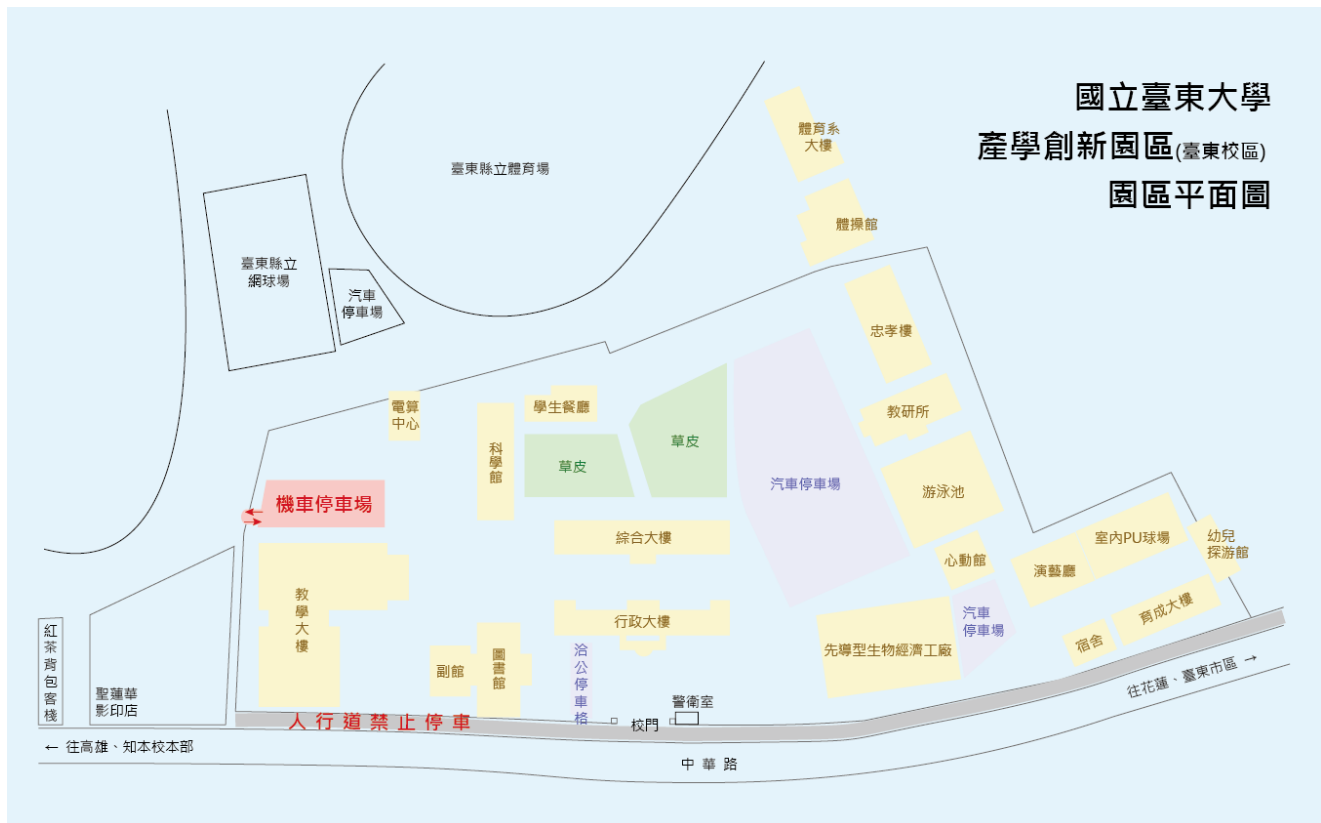 國立臺東大學
產學創新園區(臺東校區)
園區平面圖
體育系
大樓
臺東縣立體育場
體操館
臺東縣立
網球場
汽車
停車場
忠孝樓
電算
中心
學生餐廳
教研所
草皮
科學館
草皮
汽車停車場
游泳池
機車停車場
綜合大樓
室內PU球場
幼兒
探游館
心動館
演藝廳
教學大樓
行政大樓
汽車
停車場
育成大樓
宿舍
先導型生物經濟工廠
紅茶背包客棧
聖蓮華
影印店
副館
圖書館
洽公停車格
警衛室
校門
人行道禁止停車
往花蓮、臺東市區 →
← 往高雄、知本校本部
中華路